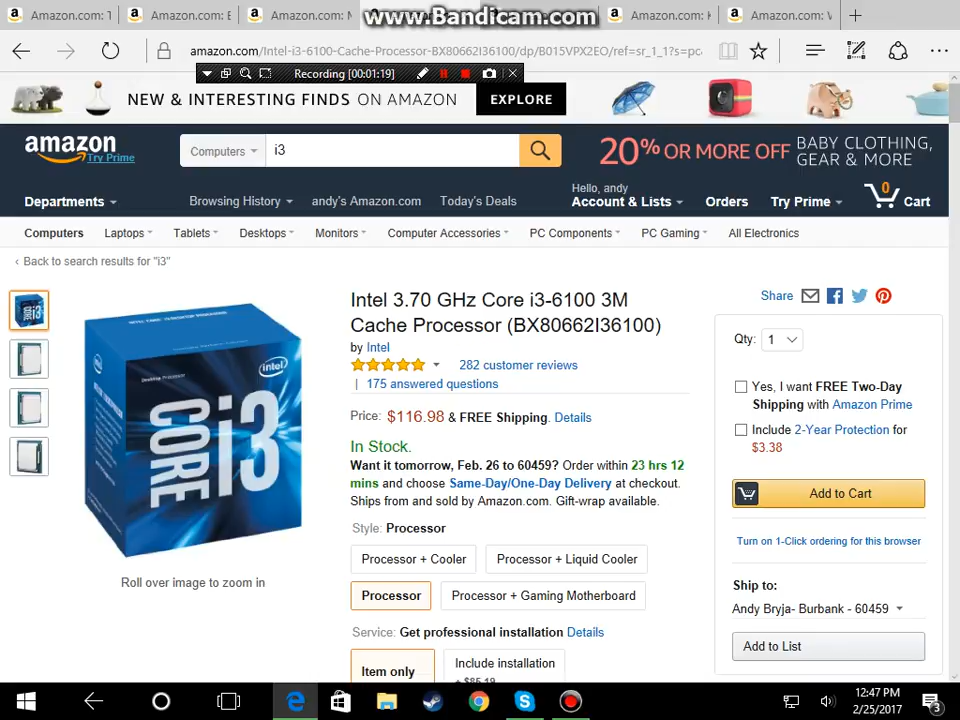 Amazon.com: T
Amazon.com: E
Amazon.com: M
www.Bandicam.com
Amazon.com: H
Amazon.com: W
amazon.com/Intel-i3-6100-Cache-Processor-BX80662I36100/dp/B015VPX2EO/ref=sr_1_1?s=pc
Recording [00:01:19]
NEW & INTERESTING FINDS ON AMAZON
EXPLORE
amazon
Try Prime
Computers
i3
20% OR MORE OFF
BABY CLOTHING,
GEAR & MORE
Departments
Browsing History
andy's Amazon.com
Today's Deals
Hello, andy
Account & Lists
Orders
Try Prime
0
Cart
Computers
Laptops
Tablets
Desktops
Monitors
Computer Accessories
PC Components
PC Gaming
All Electronics
‹ Back to search results for "i3"
intel
CORE i3
Roll over image to zoom in
Intel 3.70 GHz Core i3-6100 3M
Cache Processor (BX80662I36100)
by Intel
282 customer reviews
| 175 answered questions
Price: $116.98 & FREE Shipping. Details
In Stock.
Want it tomorrow, Feb. 26 to 60459? Order within 23 hrs 12
mins and choose Same-Day/One-Day Delivery at checkout.
Ships from and sold by Amazon.com. Gift-wrap available.
Style: Processor
Processor + Cooler
Processor + Liquid Cooler
Processor
Processor + Gaming Motherboard
Service: Get professional installation Details
Item only
Include installation
+ $85.19
Share
Qty: 1
Yes, I want FREE Two-Day
Shipping with Amazon Prime
Include 2-Year Protection for
$3.38
Add to Cart
Turn on 1-Click ordering for this browser
Ship to:
Andy Bryja- Burbank - 60459
Add to List
12:47 PM
2/25/2017
3